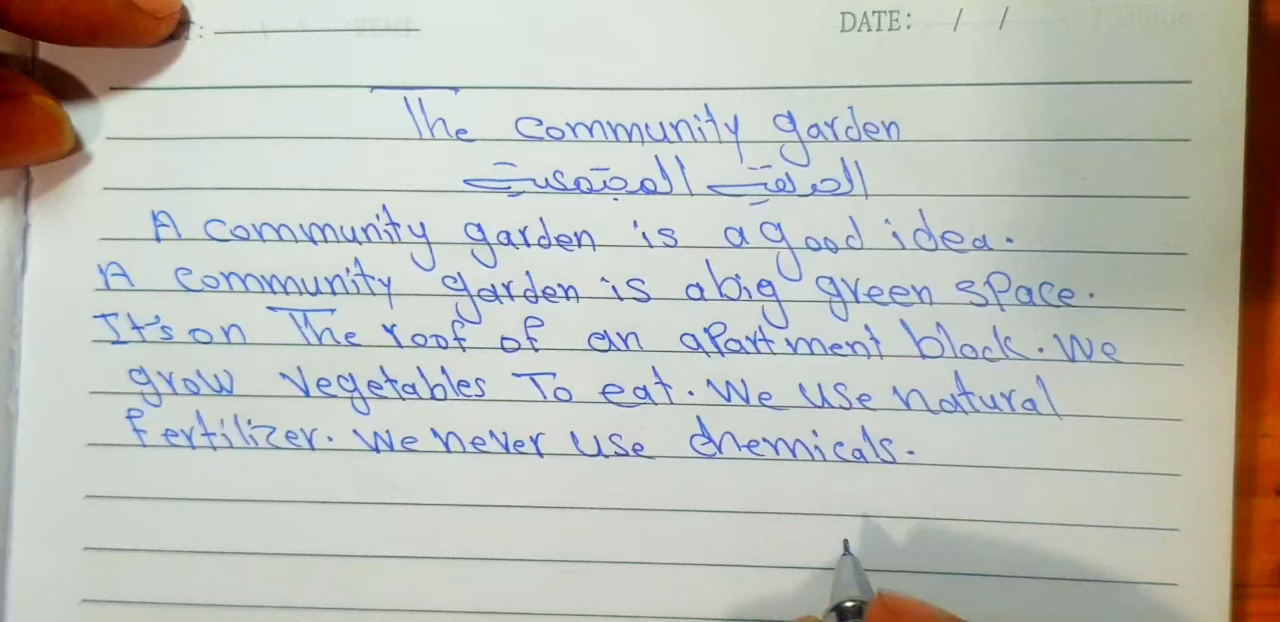 T: DATE: / /
The community garden
الحديقة المجتمعية
A community garden is a good idea.
A community garden is a big green space.
It's on The roof of an apartment block. We
grow vegetables To eat. We use natural
fertilizer. We never use chemicals.